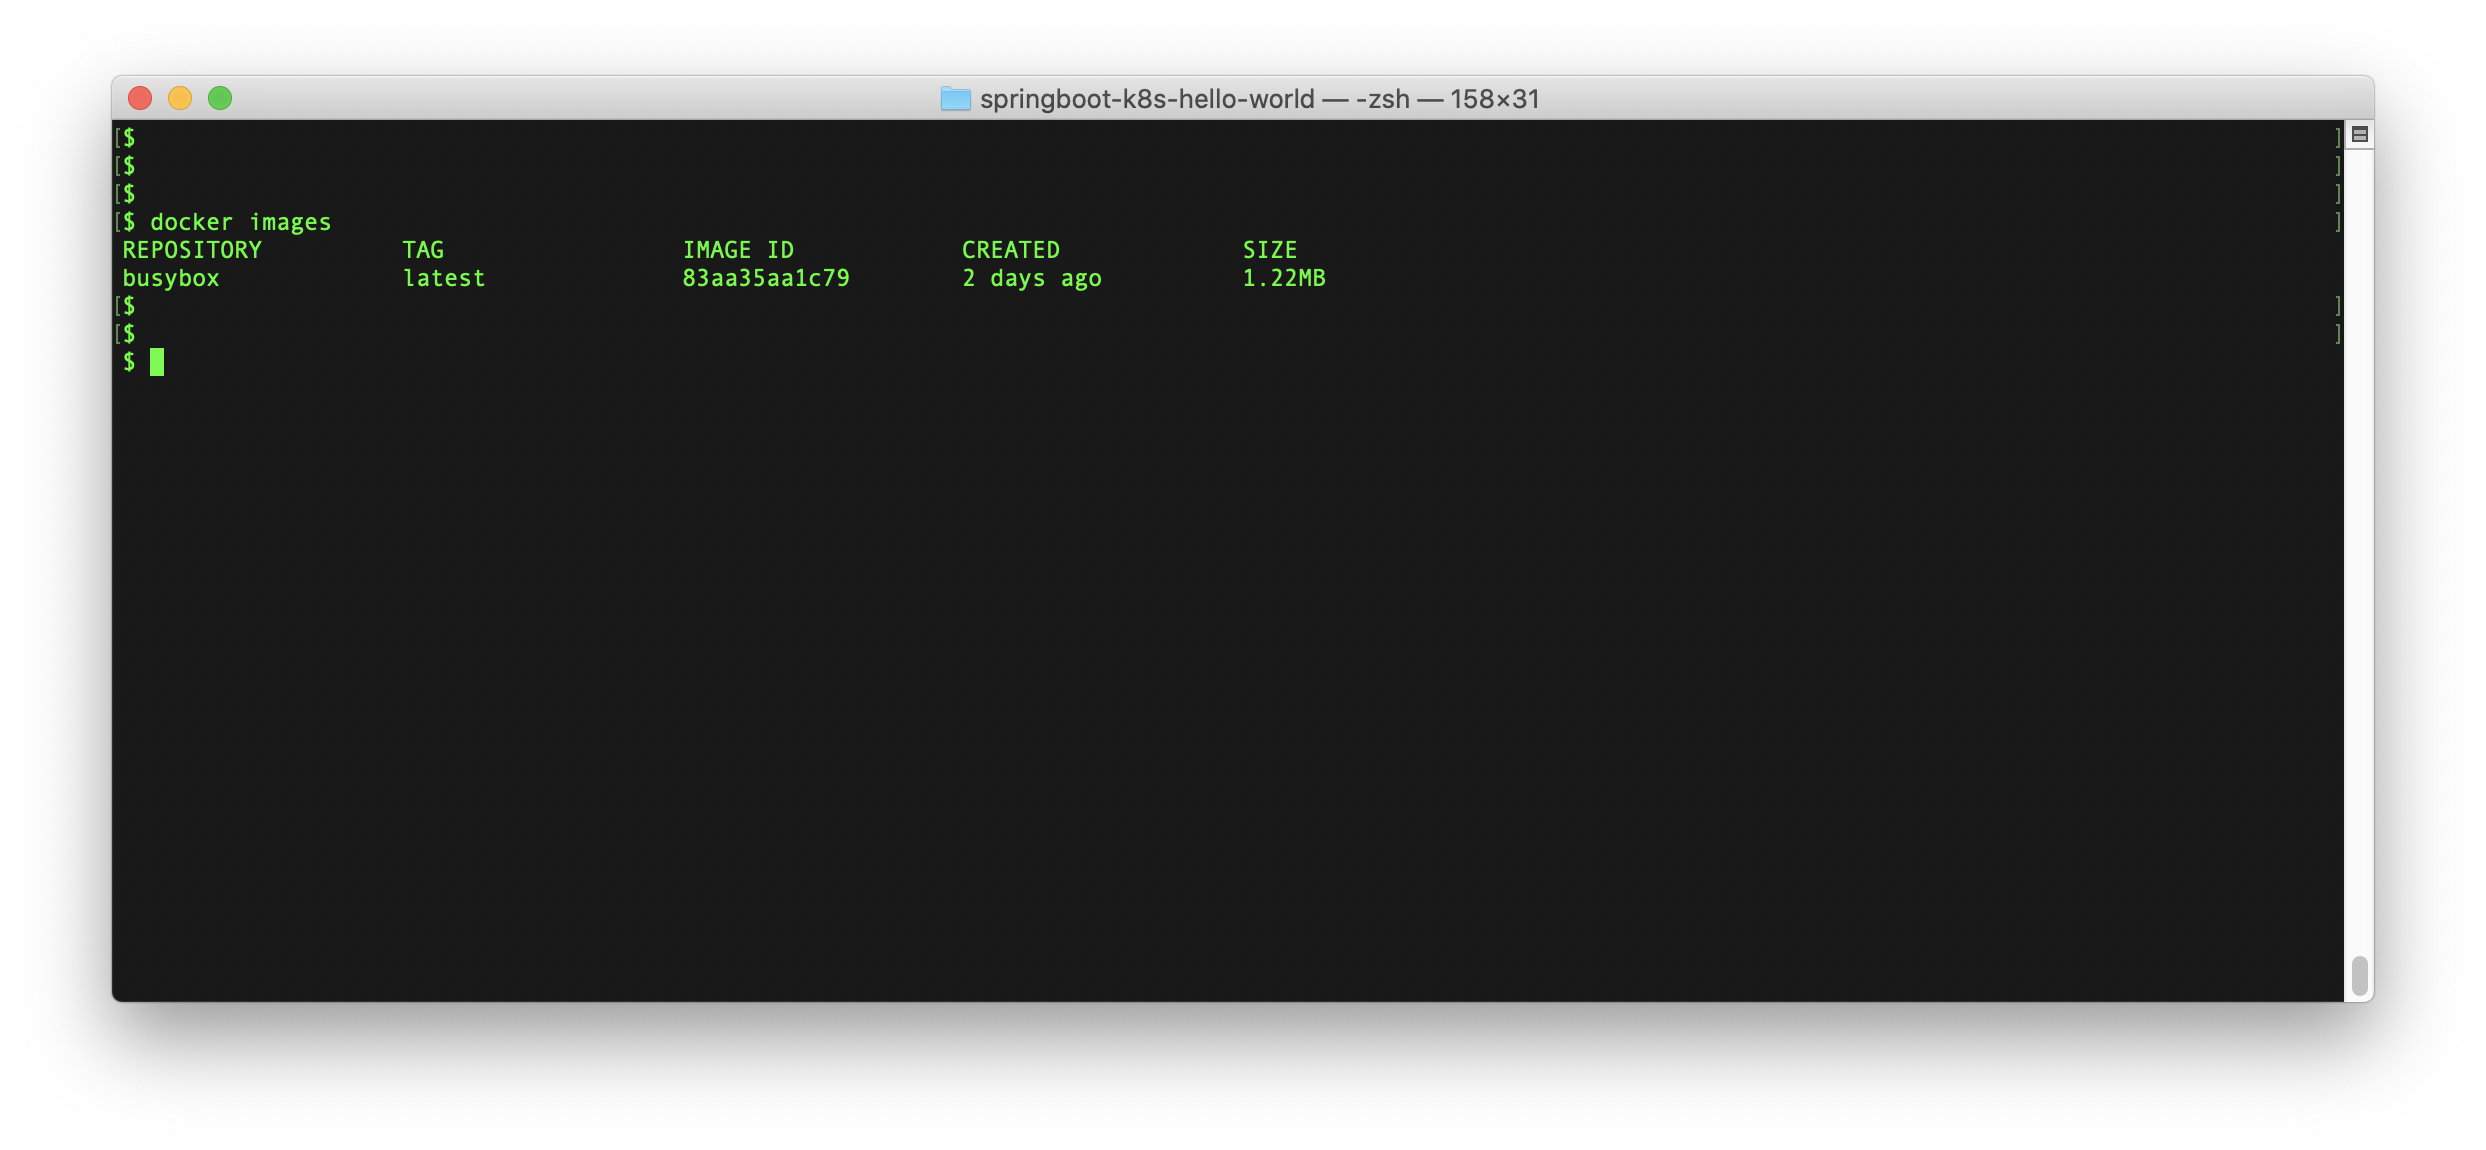 springboot-k8s-hello-world — -zsh — 158×31
[$ ]
[$ ]
[$ ]
[$ docker images ]
REPOSITORY TAG IMAGE ID CREATED SIZE
busybox latest 83aa35aa1c79 2 days ago 1.22MB
[$ ]
[$ ]
$